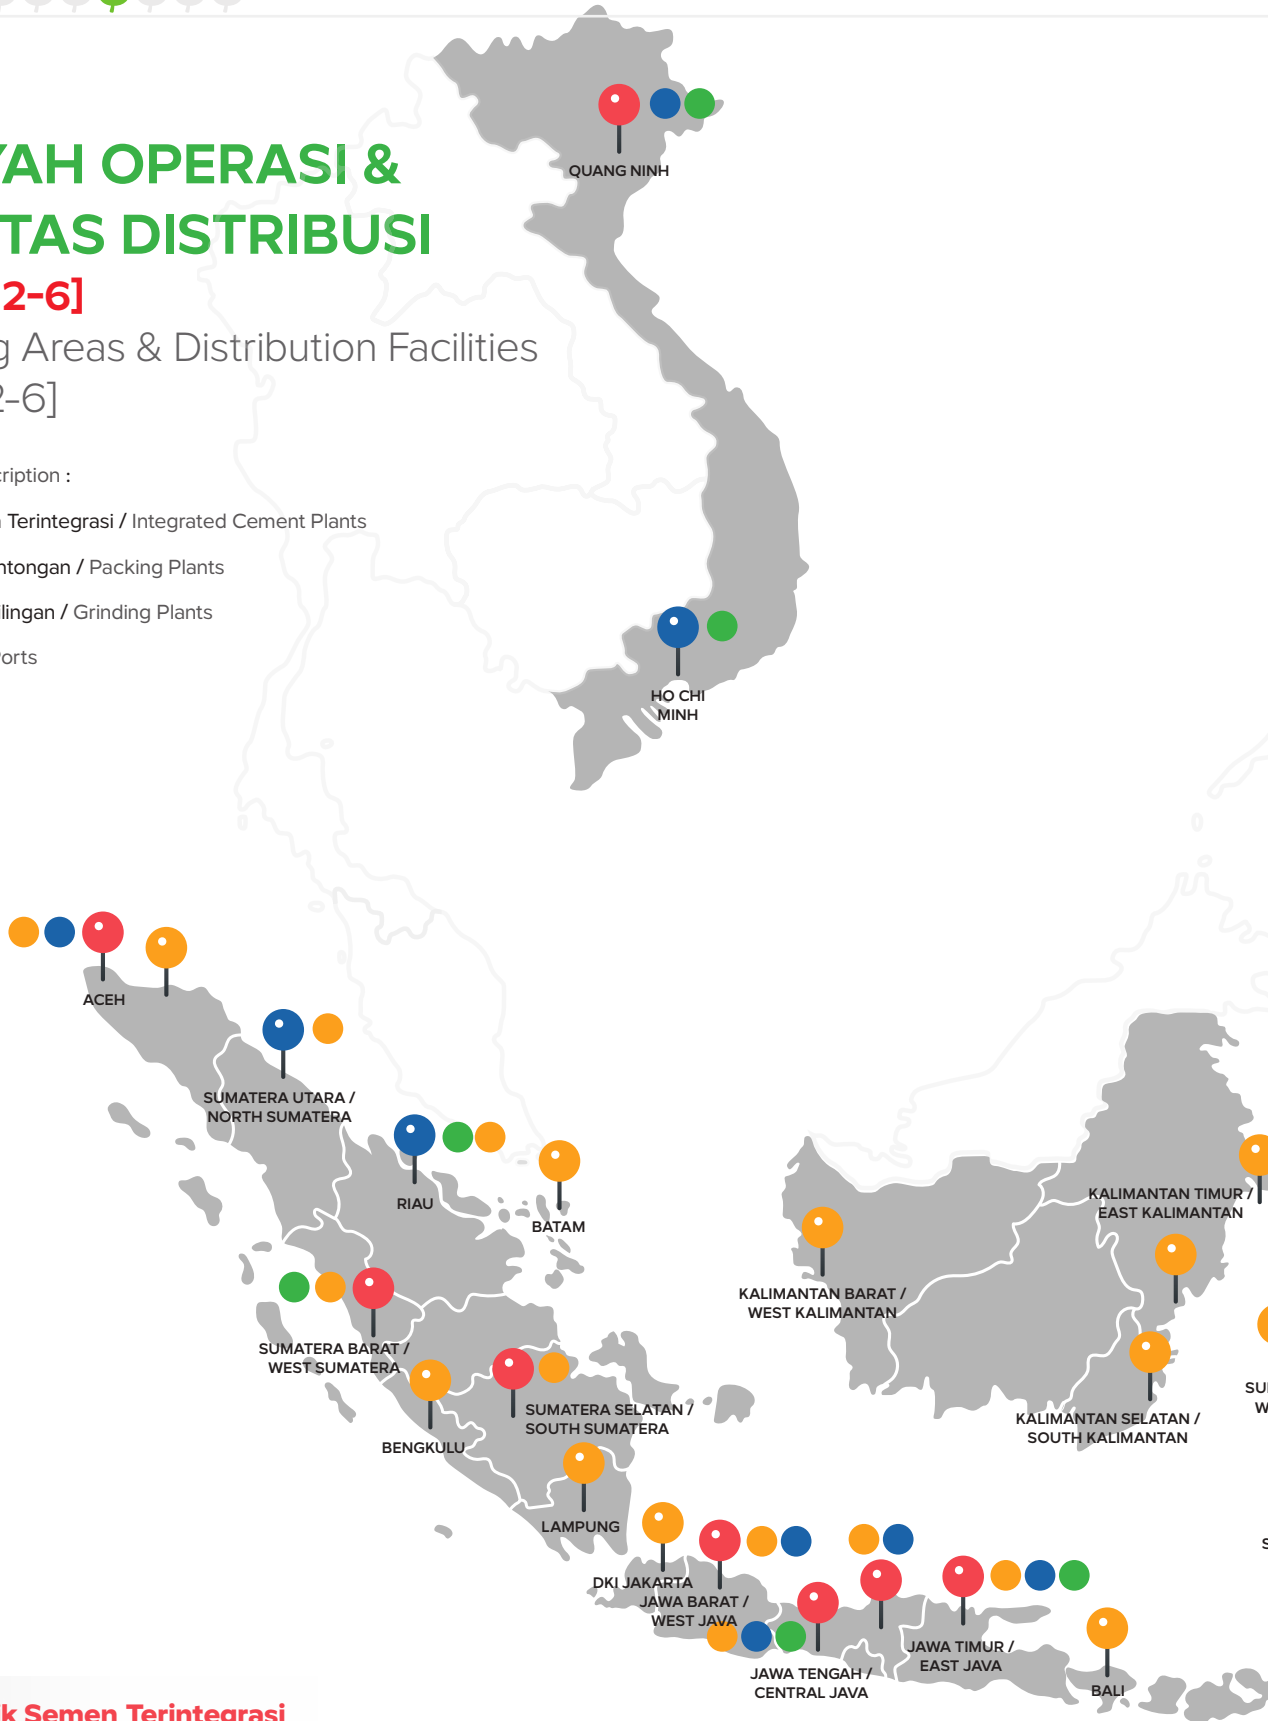 YAH OPERASI &
TAS DISTRIBUSI
2-6]
g Areas & Distribution Facilities
2-6]
cription :
Terintegrasi / Integrated Cement Plants
ntongan / Packing Plants
ilingan / Grinding Plants
Ports
QUANG NINH
HO CHI
MINH
ACEH
SUMATERA UTARA /
NORTH SUMATERA
RIAU
BATAM
KALIMANTAN TIMUR /
EAST KALIMANTAN
KALIMANTAN BARAT /
WEST KALIMANTAN
SUMATERA BARAT /
WEST SUMATERA
SUMATERA SELATAN /
SOUTH SUMATERA
KALIMANTAN SELATAN /
SOUTH KALIMANTAN
BENGKULU
LAMPUNG
DKI JAKARTA
JAWA BARAT /
WEST JAVA
JAWA TIMUR /
EAST JAVA
JAWA TENGAH /
CENTRAL JAVA
BALI
k Semen Terintegrasi